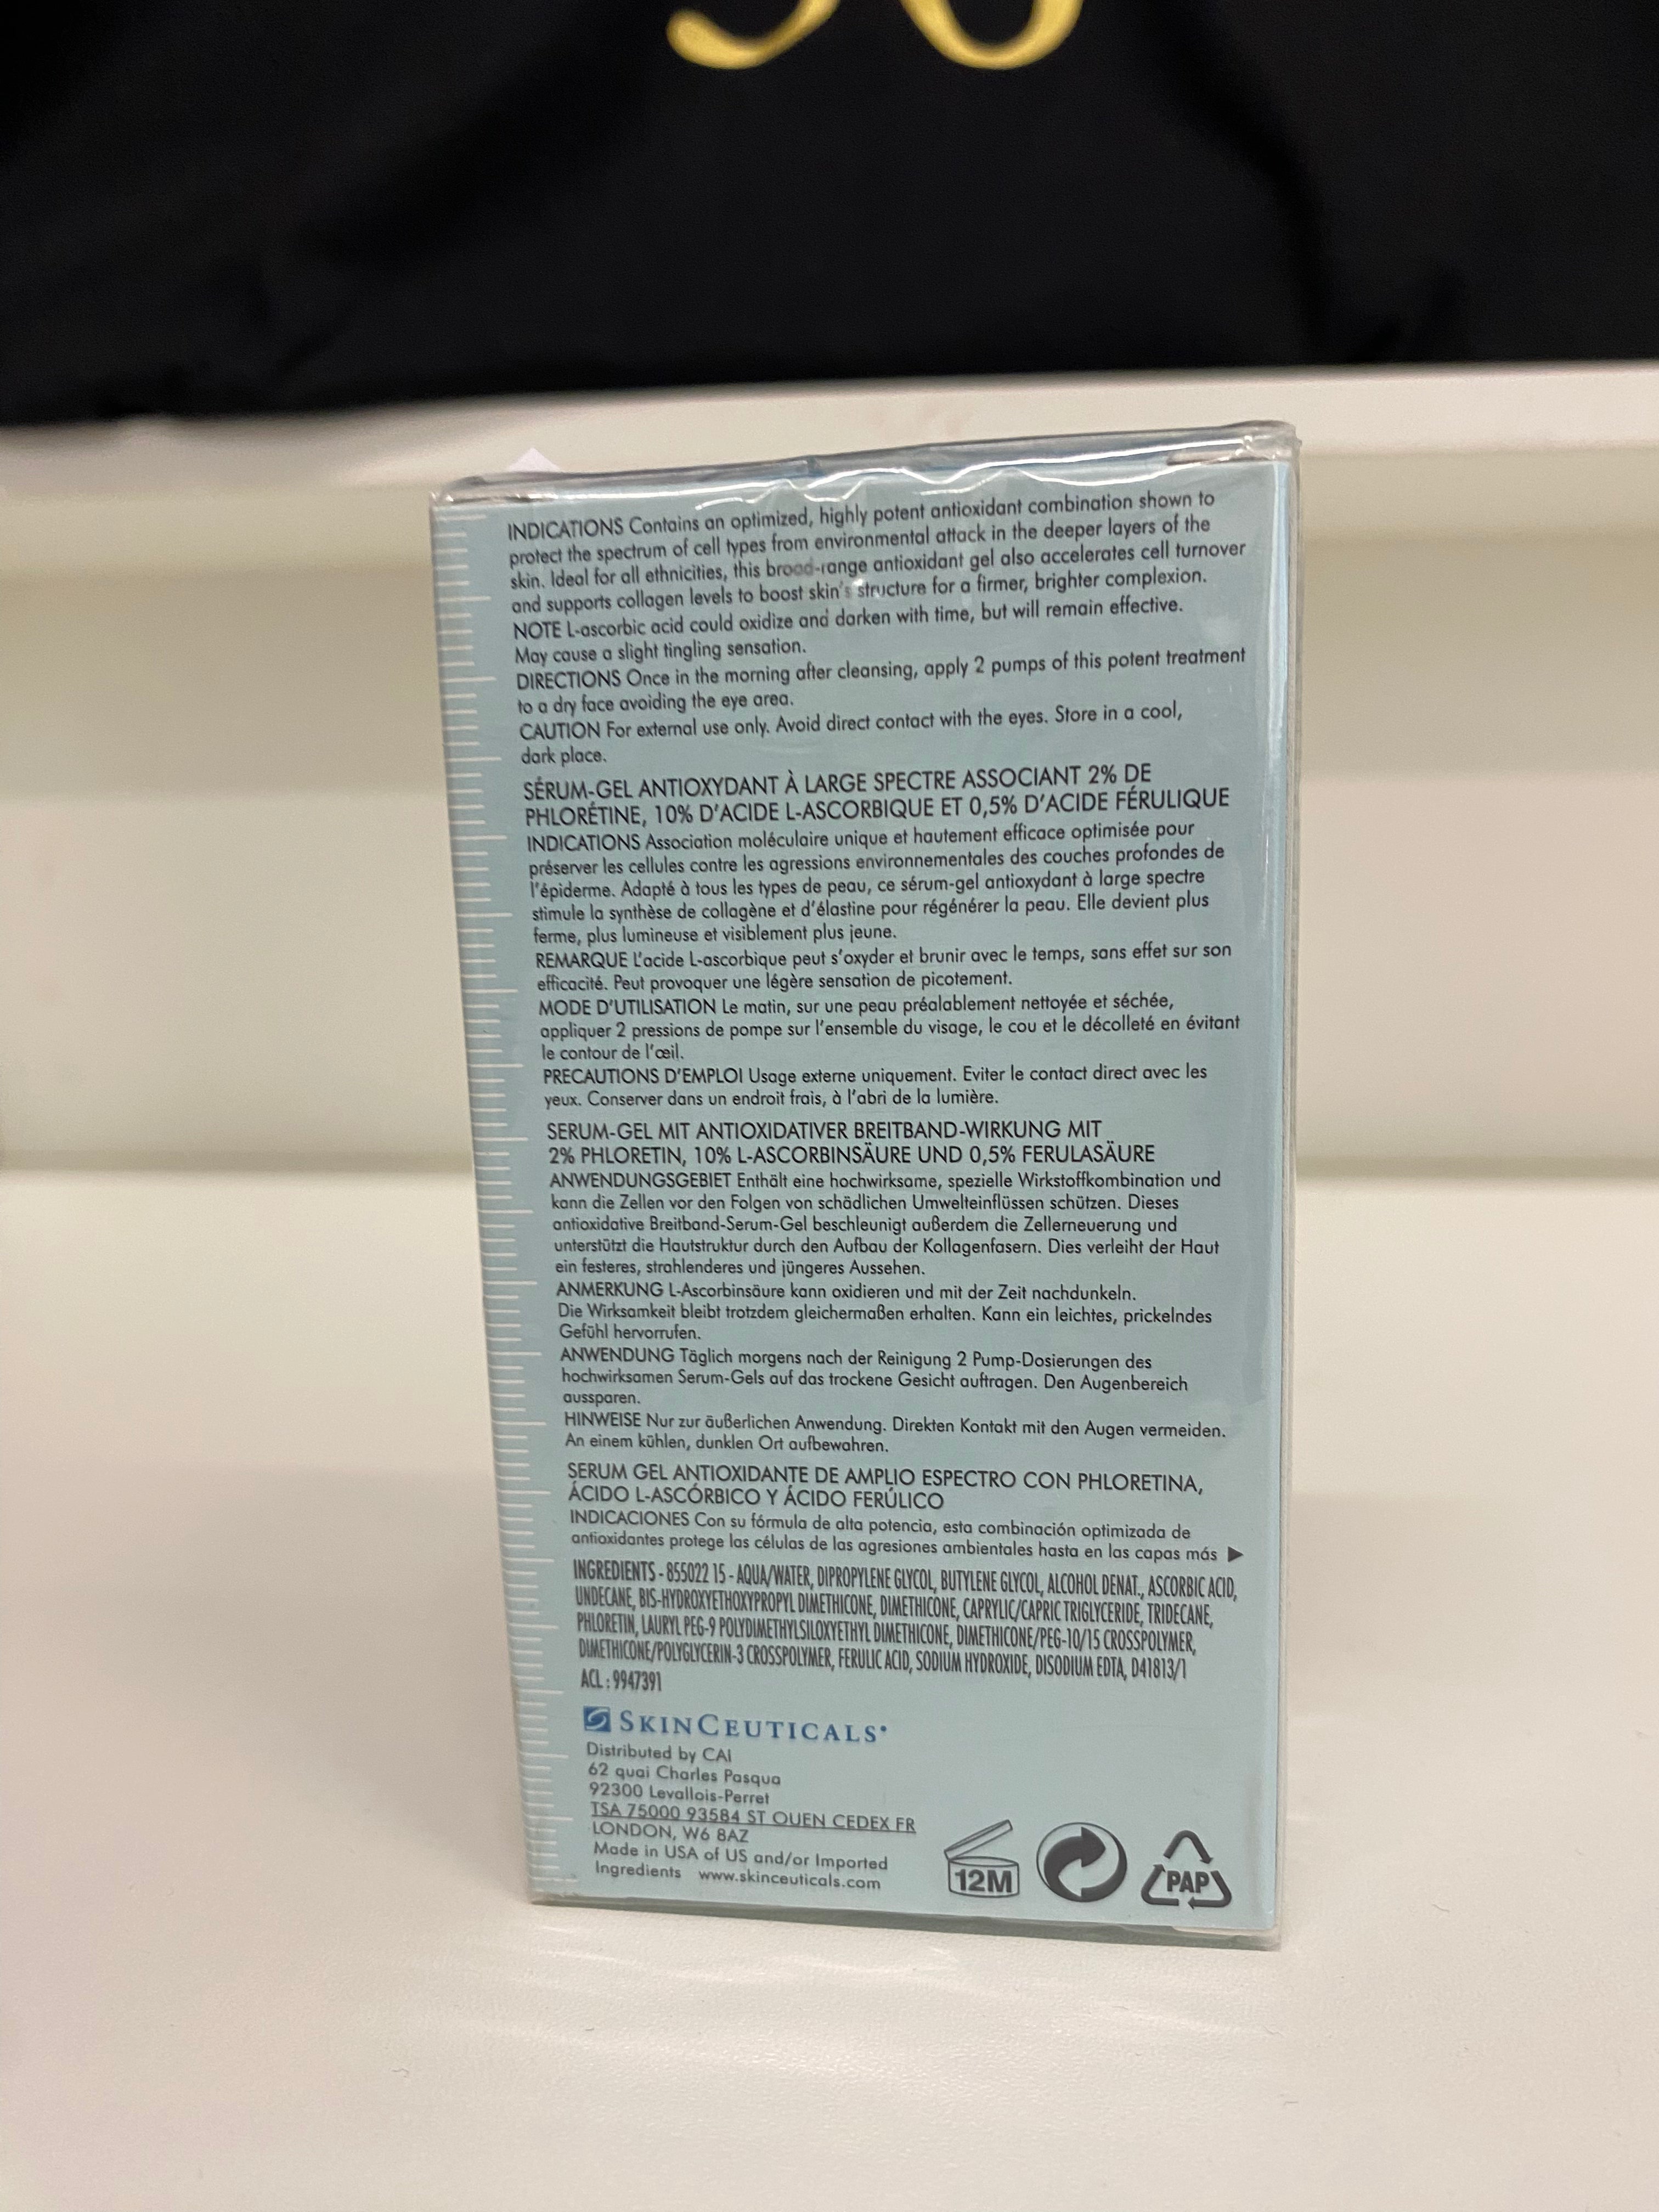 INDICATIONS Contains an optimized, highly potent antioxidant combination shown to
protect the spectrum of cell types from environmental attack in the deeper layers of the
skin. Ideal for all ethnicities, this broad-range antioxidant gel also accelerates cell turnover
and supports collagen levels to boost skin's structure for a firmer, brighter complexion.
NOTE L-ascorbic acid could oxidize and darken with time, but will remain effective.
May cause a slight tingling sensation.
DIRECTIONS Once in the morning after cleansing, apply 2 pumps of this potent treatment
to a dry face avoiding the eye area.
CAUTION For external use only. Avoid direct contact with the eyes. Store in a cool,
dark place.
SÉRUM-GEL ANTIOXYDANT À LARGE SPECTRE ASSOCIANT 2% DE
PHLORÉTINE, 10% D'ACIDE L-ASCORBIQUE ET 0,5% D'ACIDE FÉRULIQUE
INDICATIONS Association moléculaire unique et hautement efficace optimisée pour
préserver les cellules contre les agressions environnementales des couches profondes de
l'épiderme. Adapté à tous les types de peau, ce sérum-gel antioxydant à large spectre
stimule la synthèse de collagène et d'élastine pour régénérer la peau. Elle devient plus
ferme, plus lumineuse et visiblement plus jeune.
REMARQUE L'acide L-ascorbique peut s'oxyder et brunir avec le temps, sans effet sur son
efficacité. Peut provoquer une légère sensation de picotement.
MODE D'UTILISATION Le matin, sur une peau préalablement nettoyée et séchée,
appliquer 2 pressions de pompe sur l'ensemble du visage, le cou et le décolleté en évitant
le contour de l'œil.
PRECAUTIONS D'EMPLOI Usage externe uniquement. Eviter le contact direct avec les
yeux. Conserver dans un endroit frais, à l'abri de la lumière.
SERUM-GEL MIT ANTIOXIDATIVER BREITBAND-WIRKUNG MIT
2% PHLORETIN, 10% L-ASCORBINSÄURE UND 0,5% FERULASÄURE
ANWENDUNGSGEBIET Enthält eine hochwirksame, spezielle Wirkstoffkombination und
kann die Zellen vor den Folgen von schädlichen Umwelteinflüssen schützen. Dieses
antioxidative Breitband-Serum-Gel beschleunigt außerdem die Zellerneuerung und
unterstützt die Hautstruktur durch den Aufbau der Kollagenfasern. Dies verleiht der Haut
ein festeres, strahlenderes und jüngeres Aussehen.
ANMERKUNG L-Ascorbinsäure kann oxidieren und mit der Zeit nachdunkeln.
Die Wirksamkeit bleibt trotzdem gleichermaßen erhalten. Kann ein leichtes, prickelndes
Gefühl hervorrufen.
ANWENDUNG Täglich morgens nach der Reinigung 2 Pump-Dosierungen des
hochwirksamen Serum-Gels auf das trockene Gesicht auftragen. Den Augenbereich
aussparen.
HINWEISE Nur zur äußerlichen Anwendung. Direkten Kontakt mit den Augen vermeiden.
An einem kühlen, dunklen Ort aufbewahren.
SERUM GEL ANTIOXIDANTE DE AMPLIO ESPECTRO CON PHLORETINA,
ÁCIDO L-ASCÓRBICO Y ÁCIDO FERÚLICO
INDICACIONES Con su fórmula de alta potencia, esta combinación optimizada de
antioxidantes protege las células de las agresiones ambientales hasta en las capas más ▶
INGREDIENTS - 855022 15 - AQUA/WATER, DIPROPYLENE GLYCOL, BUTYLENE GLYCOL, ALCOHOL DENAT., ASCORBIC ACID,
UNDECANE, BIS-HYDROXYETHOXYPROPYL DIMETHICONE, DIMETHICONE, CAPRYLIC/CAPRIC TRIGLYCERIDE, TRIDECANE,
PHLORETIN, LAURYL PEG-9 POLYDIMETHYLSILOXYETHYL DIMETHICONE, DIMETHICONE/PEG-10/15 CROSSPOLYMER,
DIMETHICONE/POLYGLYCERIN-3 CROSSPOLYMER, FERULIC ACID, SODIUM HYDROXIDE, DISODIUM EDTA, D41813/1
ACL : 9947391
SKINCEUTICALS
Distributed by CAI
62 quai Charles Pasqua
92300 Levallois-Perret
TSA 75000 93584 ST OUEN CEDEX FR
LONDON, W6 8AZ
Made in USA of US and/or Imported
Ingredients www.skinceuticals.com
12M
PAP